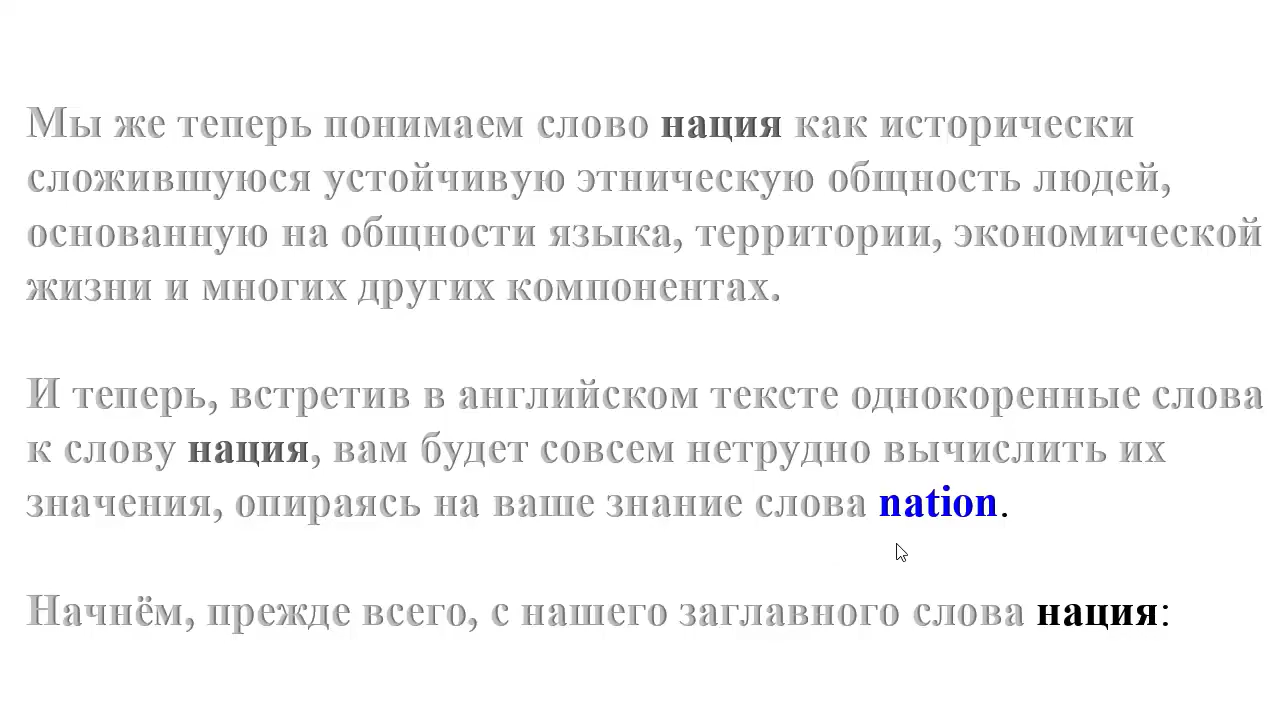 Мы же теперь понимаем слово нация как исторически
сложившуюся устойчивую этническую общность людей,
основанную на общности языка, территории, экономической
жизни и многих других компонентах.
И теперь, встретив в английском тексте однокоренные слова
к слову нация, вам будет совсем нетрудно вычислить их
значения, опираясь на ваше знание слова nation.
Начнём, прежде всего, с нашего заглавного слова нация: